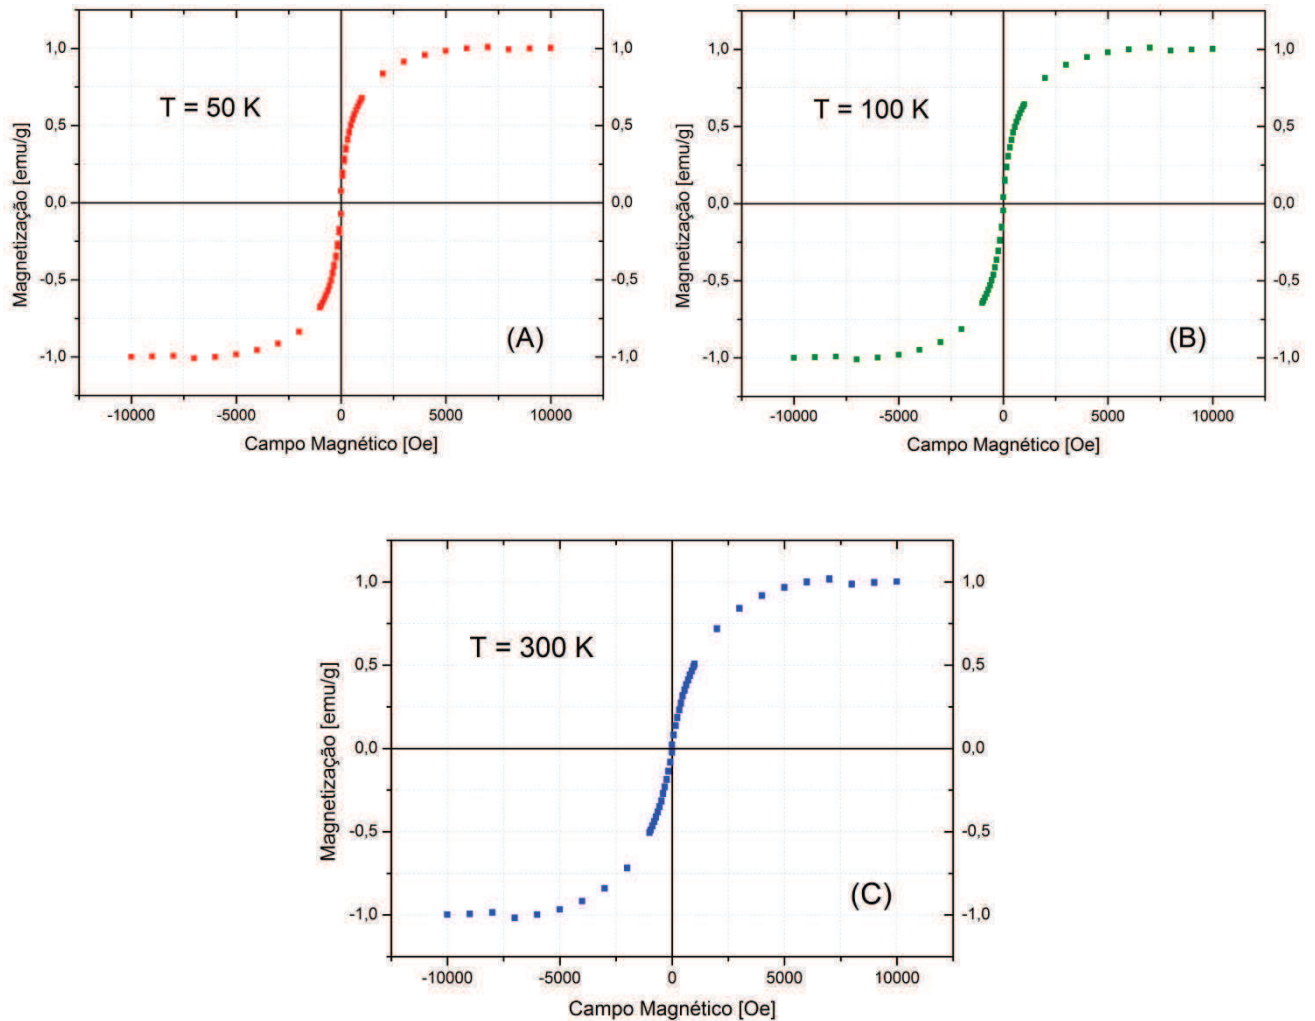 1,0
1,0
0,5
0,5
0,0
0,0
-0,5
-0,5
-1,0
-1,0
T = 50 K
(A)
Magnetização [emu/g]
-10000 -5000 0 5000 10000
Campo Magnético [Oe]
1,0
1,0
0,5
0,5
0,0
0,0
-0,5
-0,5
-1,0
-1,0
T = 100 K
(B)
Magnetização [emu/g]
-10000 -5000 0 5000 10000
Campo Magnético [Oe]
1,0
1,0
0,5
0,5
0,0
0,0
-0,5
-0,5
-1,0
-1,0
T = 300 K
(C)
Magnetização [emu/g]
-10000 -5000 0 5000 10000
Campo Magnético [Oe]